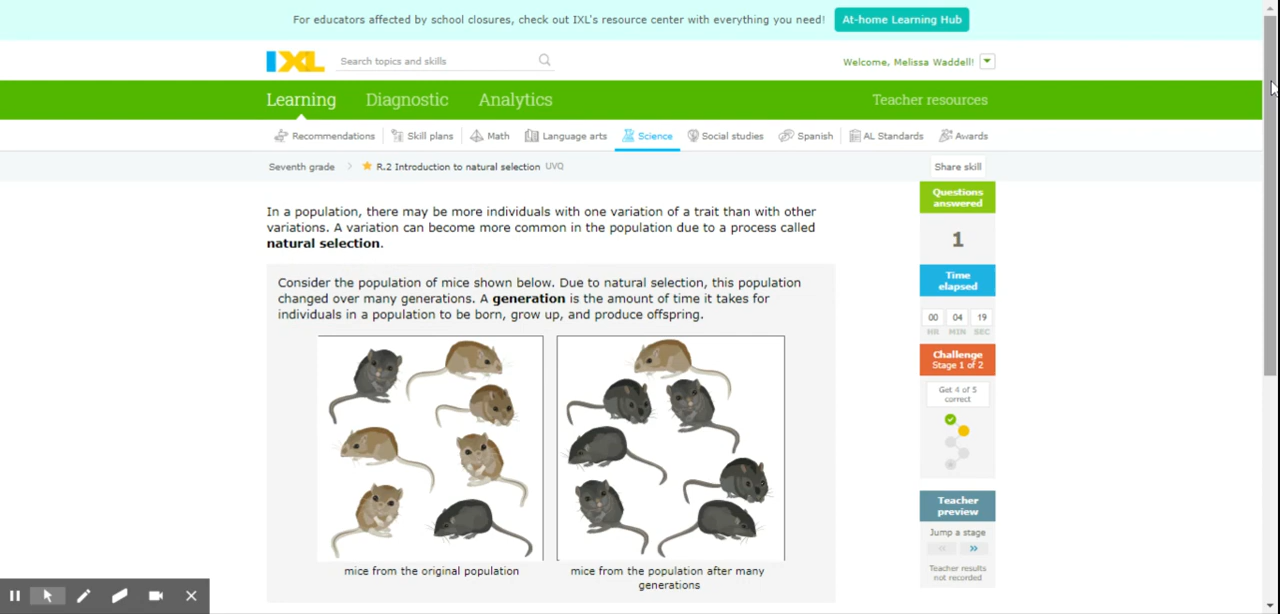 For educators affected by school closures, check out IXL's resource center with everything you need! At-home Learning Hub
IXL Search topics and skills Welcome, Melissa Waddell!
Learning Diagnostic Analytics Teacher resources
Recommendations Skill plans Math Language arts Science Social studies Spanish AL Standards Awards
Seventh grade > R.2 Introduction to natural selection UVQ Share skill
In a population, there may be more individuals with one variation of a trait than with other
variations. A variation can become more common in the population due to a process called
natural selection.
Consider the population of mice shown below. Due to natural selection, this population
changed over many generations. A generation is the amount of time it takes for
individuals in a population to be born, grow up, and produce offspring.
mice from the original population
mice from the population after many
generations
Questions
answered
1
Time
elapsed
00 04 19
HR MIN SEC
Challenge
Stage 1 of 2
Get 4 of 5
correct
Teacher
preview
Jump a stage
<< >>
Teacher results
not recorded